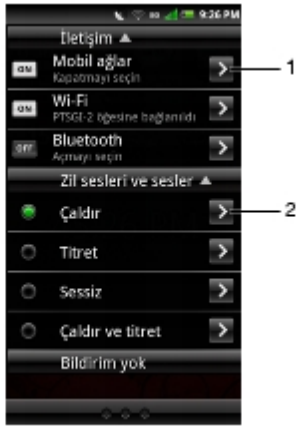 9:26 PM
İletişim
ON Mobil ağlar 1
Kapatmayı seçin
ON Wi-Fi
PTSGI-2 öğesine bağlanıldı
OFF Bluetooth
Açmayı seçin
Zil sesleri ve sesler
Çaldır 2
Titret
Sessiz
Çaldır ve titret
Bildirim yok